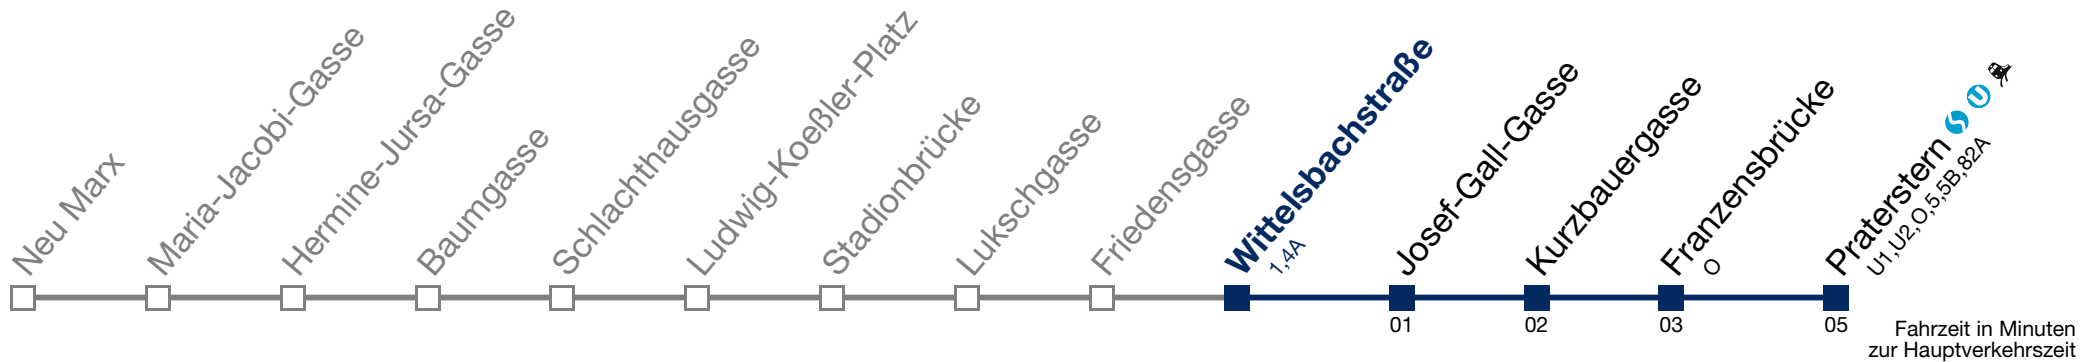 Neu Marx
Maria-Jacobi-Gasse
Hermine-Jursa-Gasse
Baumgasse
Schlachthausgasse
Ludwig-Koeßler-Platz
Stadionbrücke
Lukschgasse
Friedensgasse
Wittelsbachstraße
1,4A
Josef-Gall-Gasse
Kurzbauergasse
Franzensbrücke
O
Praterstern S U
U1,U2,O,5,5B,82A
01
02
03
05
Fahrzeit in Minuten
zur Hauptverkehrszeit